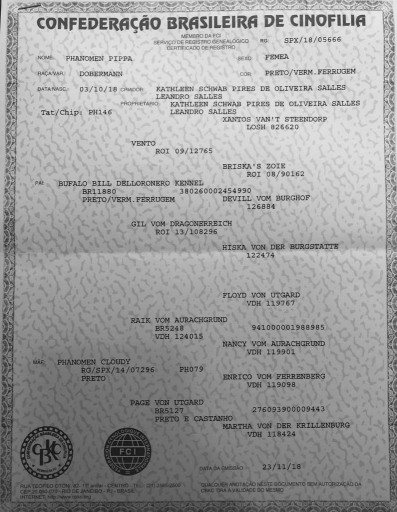 CONFEDERAÇÃO BRASILEIRA DE CINOFILIA
MEMBRO DA FCI
SERVIÇO DE REGISTRO GENEALÓGICO
CERTIFICADO DE REGISTRO
RG: SPX/18/05666
NOME: PHANOMEN PIPPA SEXO: FEMEA
RAÇA/VAR: DOBERMANN COR: PRETO/VERM.FERRUGEM
DATA NASC.: 03/10/18 CRIADOR: KATHLEEN SCHWAB PIRES DE OLIVEIRA SALLES
LEANDRO SALLES
PROPRIETÁRIO: KATHLEEN SCHWAB PIRES DE OLIVEIRA SALLES
Tat/Chip: PH146 LEANDRO SALLES
XANTOS VAN'T STEENDORP
LOSH 826620
VENTO
ROI 09/12765
BRISKA'S ZOIE
ROI 08/90162
PAI: BUFALO BILL DELLORONERO KENNEL
BR11880 380260002454990
PRETO/VERM.FERRUGEM
DEVILL VOM BURGHOF
126884
GIL VOM DRAGONERREICH
ROI 13/108296
HISKA VON DER BURGSTATTE
122474
FLOYD VON UTGARD
VDH 119767
RAIK VOM AURACHGRUND
BR5248 941000001988985
VDH 124015
NANCY VOM AURACHGRUND
VDH 119901
MÃE: PHANOMEN CLOUDY
RG/SPX/14/07296 PH079
PRETO
ENRICO VOM FERRENBERG
VDH 119098
PAGE VON UTGARD
BR5127 276093900009443
PRETO E CASTANHO
MARTHA VON DER KRILLENBURG
VDH 118424
CBKC
FCI
DATA DA EMISSÃO 23/11/18
QUALQUER IMITAÇÃO NESTE DOCUMENTO SEM AUTORIZAÇÃO DA
CBKC TIRA A VALIDADE DO MESMO